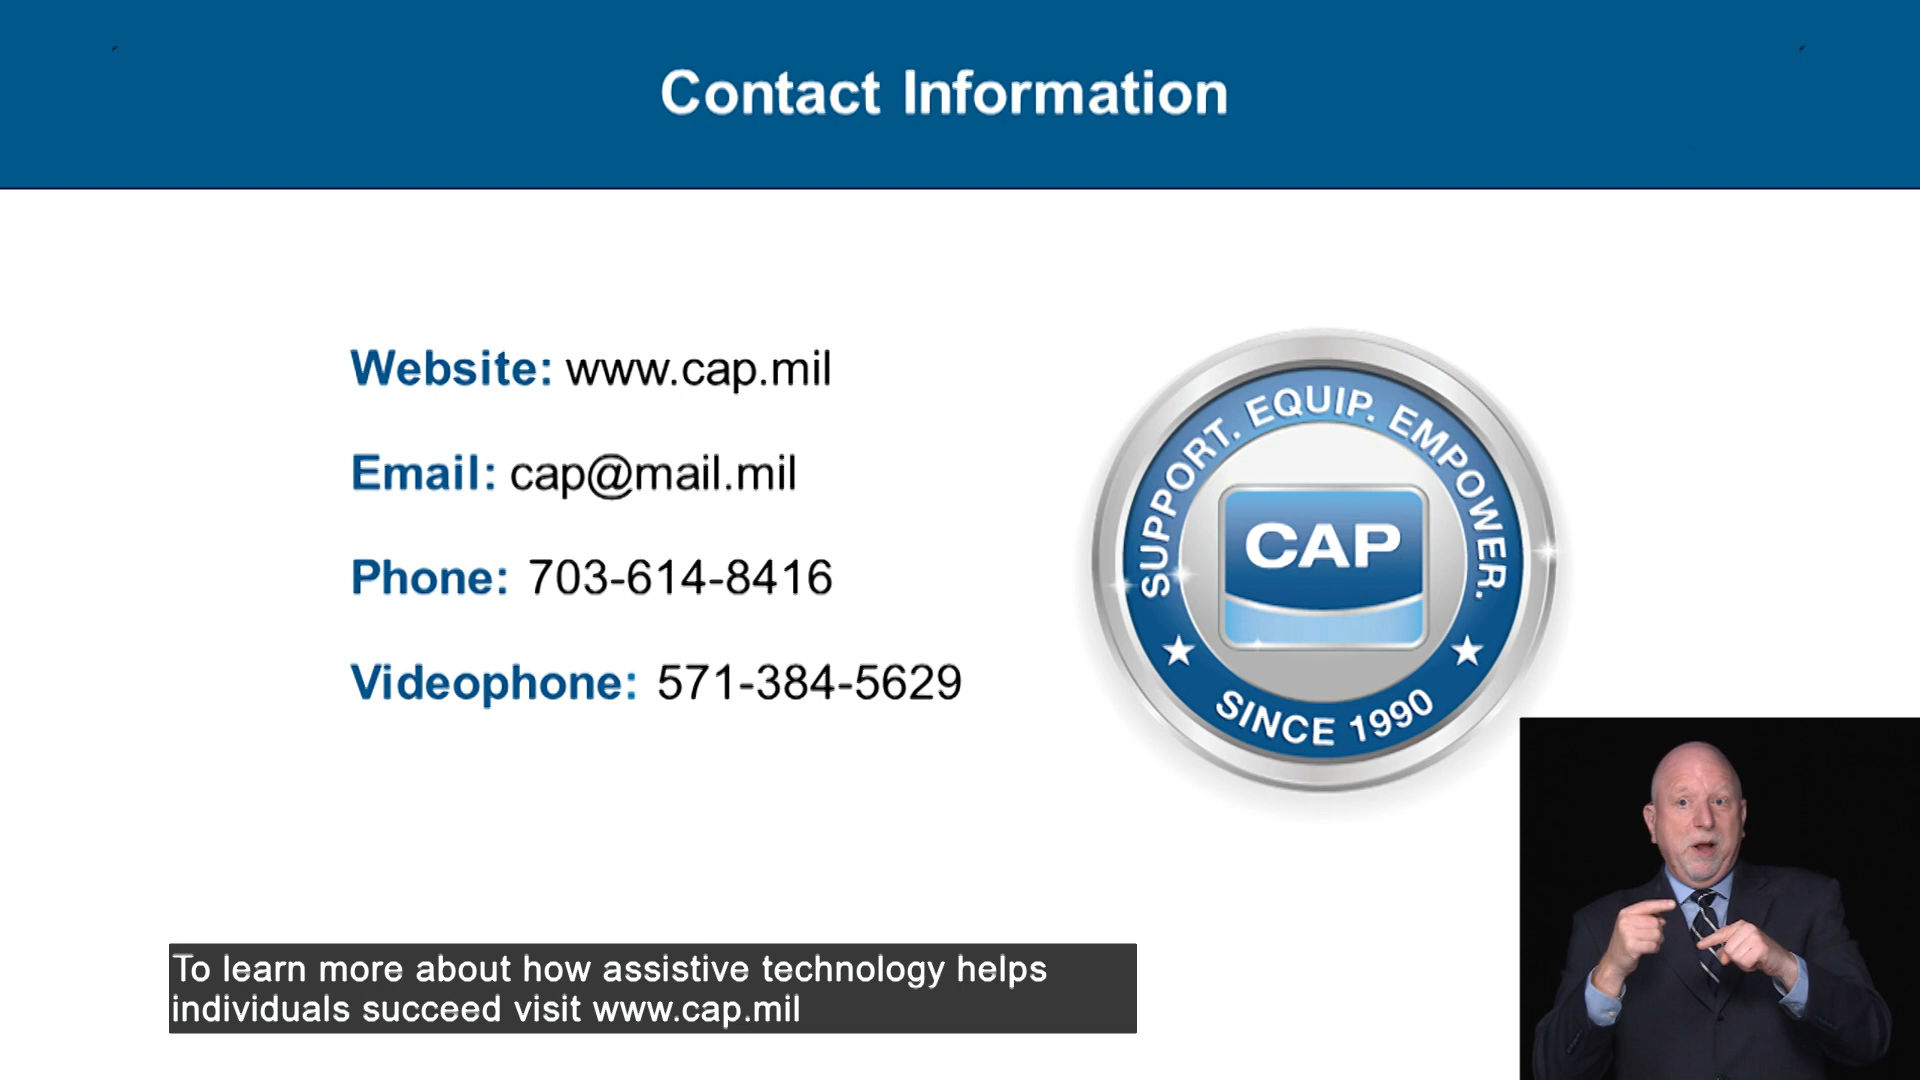 Contact Information
Website: www.cap.mil
Email: cap@mail.mil
Phone: 703-614-8416
Videophone: 571-384-5629
SUPPORT. EQUIP. EMPOWER.
CAP
SINCE 1990
To learn more about how assistive technology helps
individuals succeed visit www.cap.mil